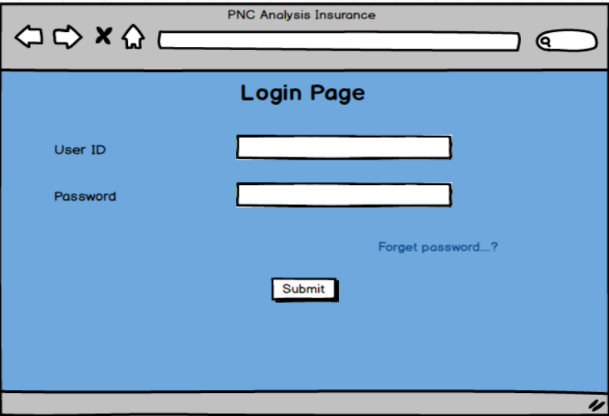 PNC Analysis Insurance
Login Page
User ID
Password
Forget password....?
Submit